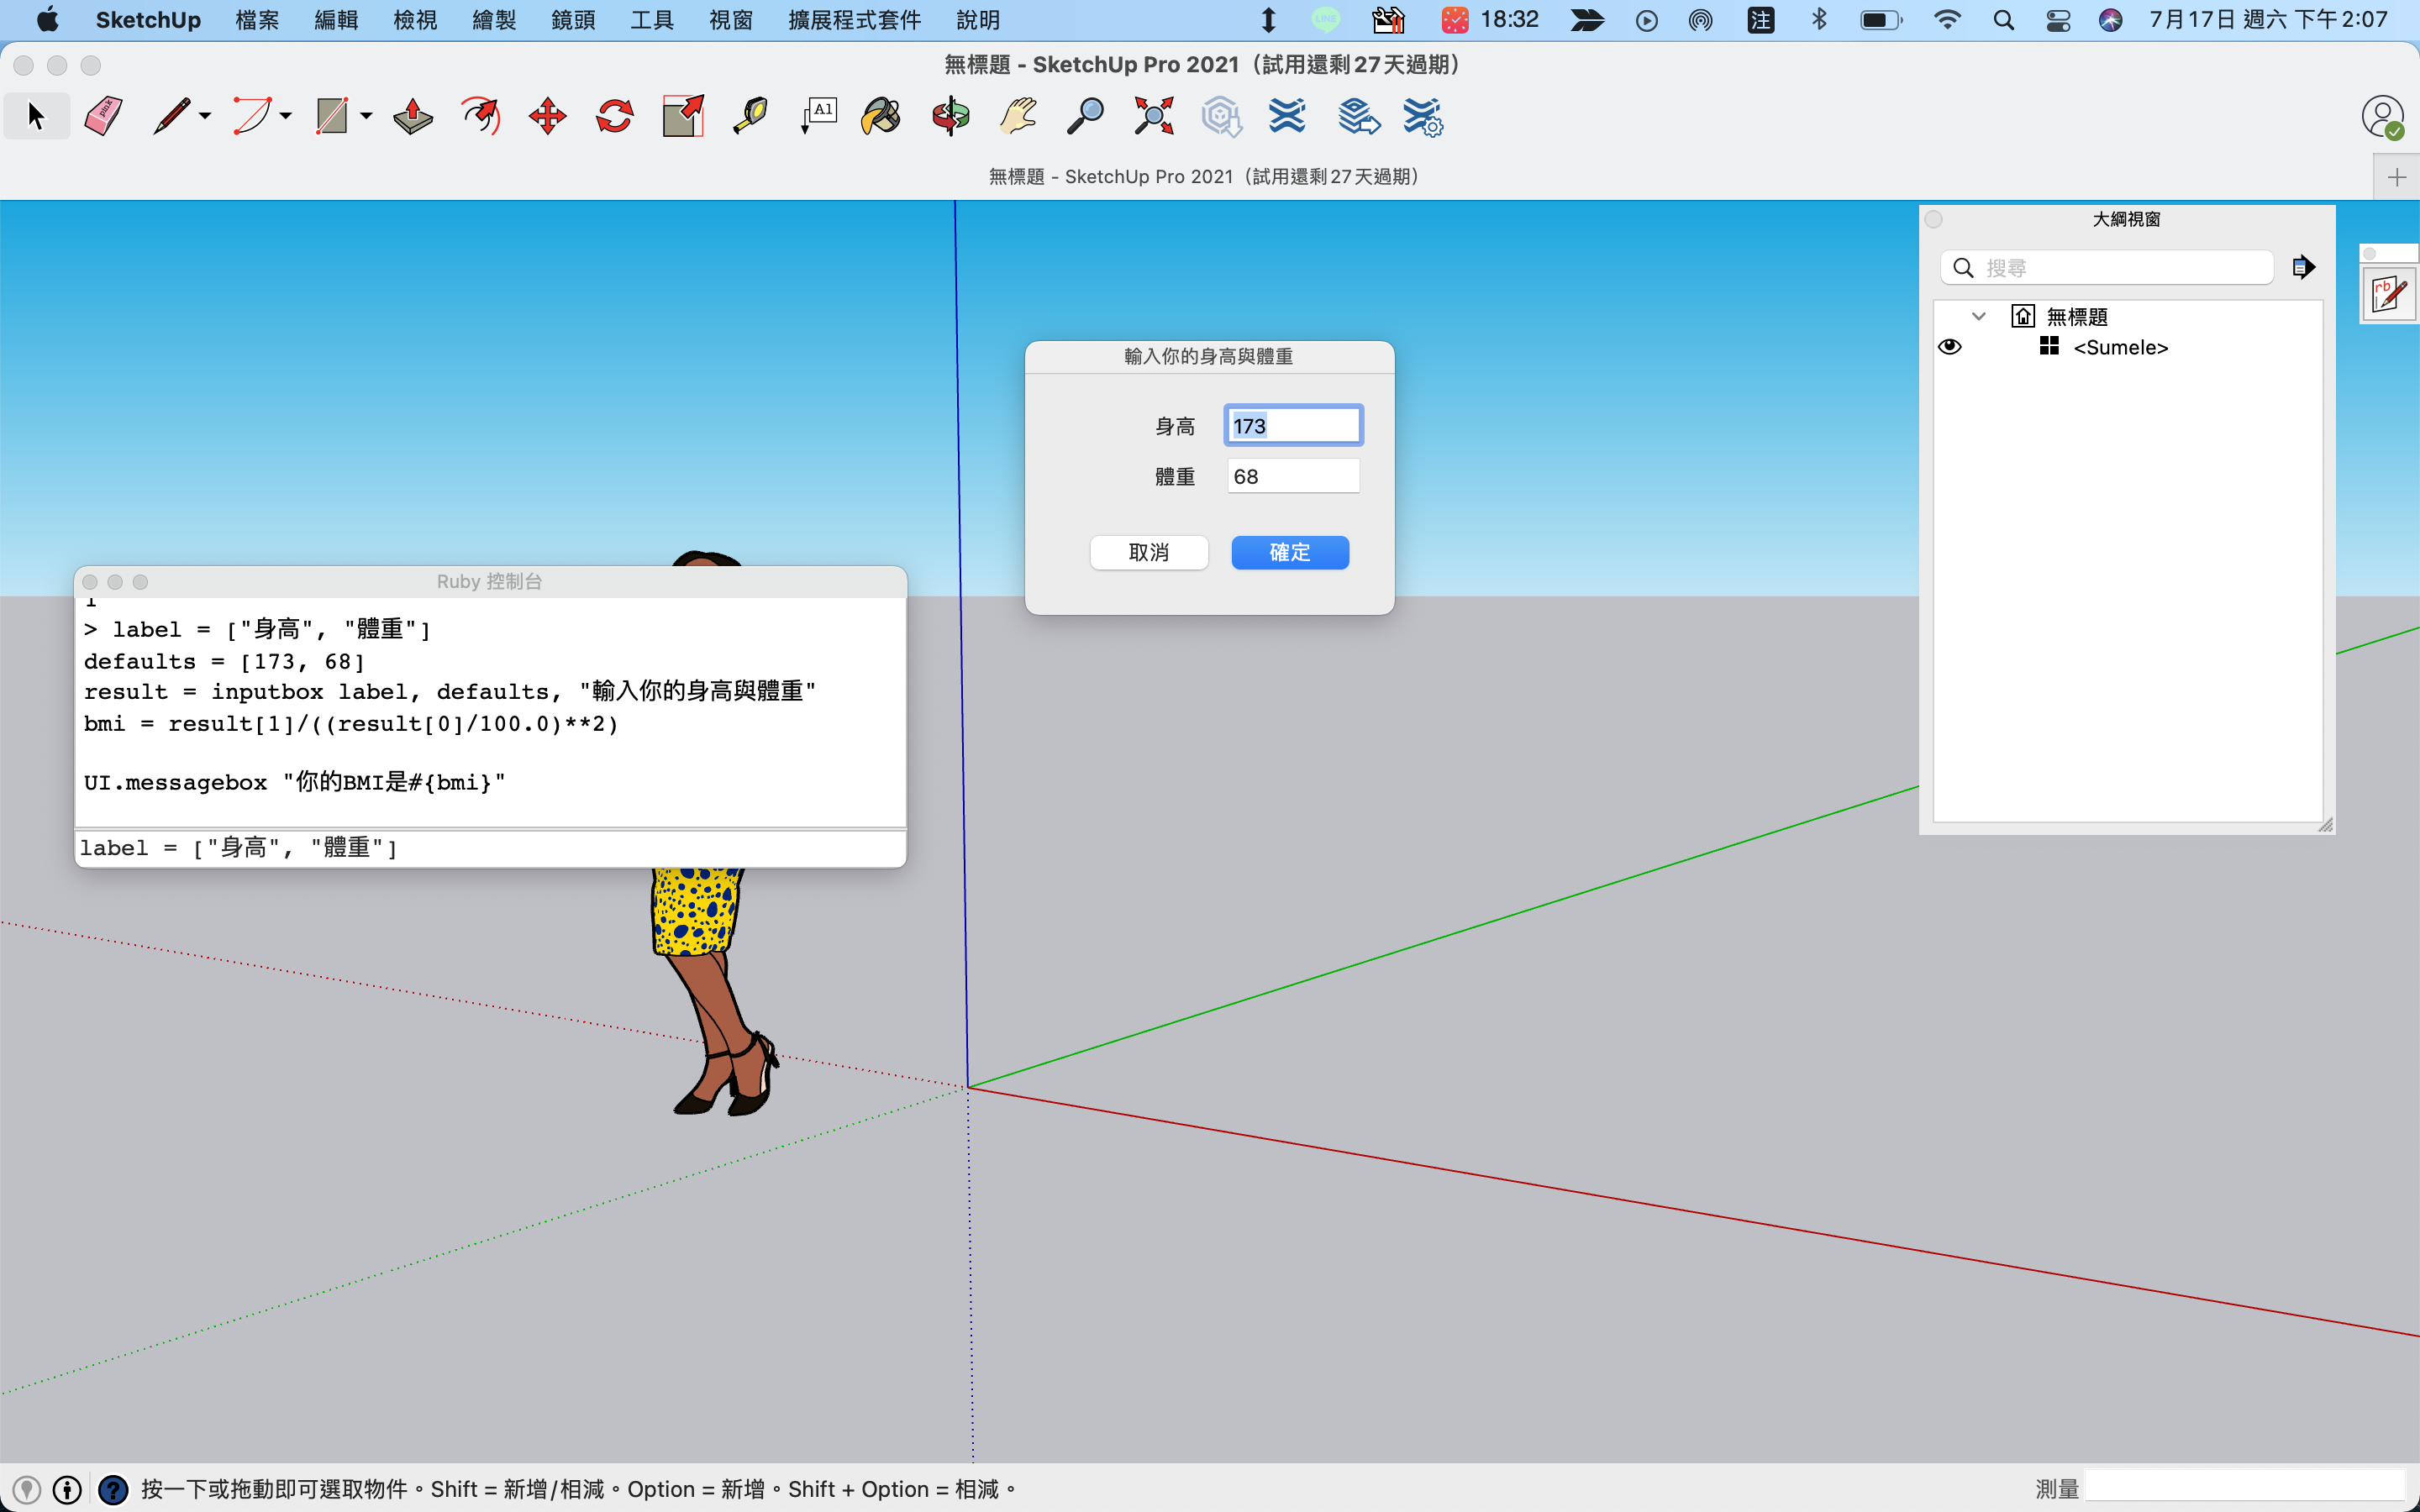 SketchUp 檔案 編輯 檢視 繪製 鏡頭 工具 視窗 擴展程式套件 說明 LINE 18:32 注 7月17日 週六 下午2:07
無標題 - SketchUp Pro 2021（試用還剩27天過期）
pink A1
無標題 - SketchUp Pro 2021（試用還剩27天過期）
大綱視窗
搜尋
rb
無標題
<Sumele>
輸入你的身高與體重
身高 173
體重 68
取消 確定
Ruby 控制台
> label = ["身高", "體重"]
defaults = [173, 68]
result = inputbox label, defaults, "輸入你的身高與體重"
bmi = result[1]/((result[0]/100.0)**2)
UI.messagebox "你的BMI是#{bmi}"
label = ["身高", "體重"]
按一下或拖動即可選取物件。Shift = 新增/相減。Option = 新增。Shift + Option = 相減。
測量